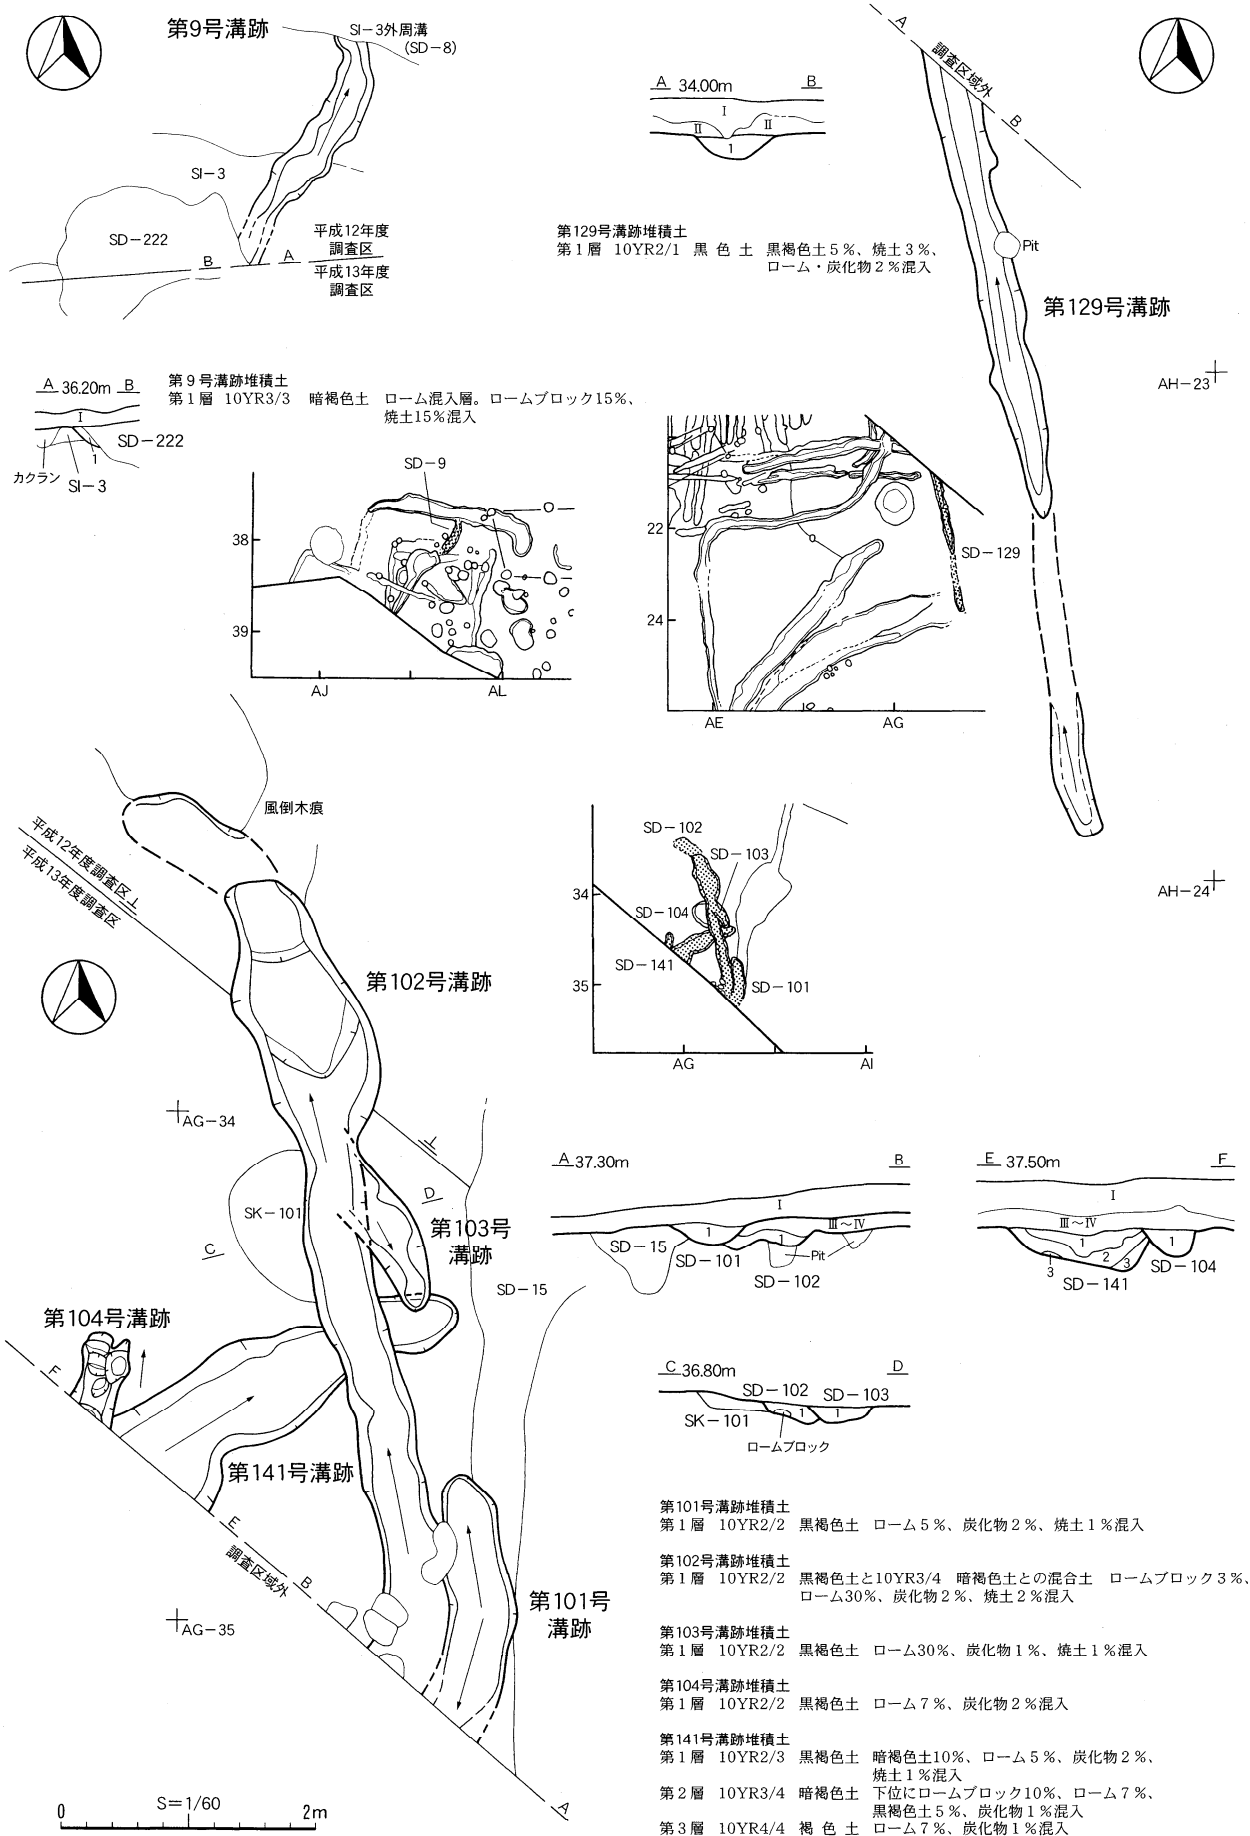 第9号溝跡
SI-3外周溝
(SD-8)
SI-3
SD-222
平成12年度
調査区
B A
平成13年度
調査区
A 34.00m B
I
II II
1
A
調査区域外
B
Pit
第129号溝跡
AH-23
AH-24
第129号溝跡堆積土
第1層 10YR2/1 黒色土 黒褐色土5%、焼土3%、
ローム・炭化物2%混入
A 36.20m B
I
SD-222
1
カクラン
SI-3
第9号溝跡堆積土
第1層 10YR3/3 暗褐色土 ローム混入層。ロームブロック15%、
焼土15%混入
SD-9
38
39
AJ AL
22
24
SD-129
AE AG
風倒木痕
平成12年度調査区
平成13年度調査区
第102号溝跡
AG-34
SK-101
C
D
第103号
溝跡
SD-15
第104号溝跡
F
第141号溝跡
E
調査区域外
B
AG-35
第101号
溝跡
A
S=1/60
0 2m
SD-102
SD-103
34
SD-104
SD-141
35
SD-101
AG AI
A 37.30m B
I
III〜IV
1
1
SD-15
SD-101
Pit
SD-102
E 37.50m F
I
III〜IV
1
1
2
3
3
SD-104
SD-141
C 36.80m D
SD-102 SD-103
1 1
SK-101
ロームブロック
第101号溝跡堆積土
第1層 10YR2/2 黒褐色土 ローム5%、炭化物2%、焼土1%混入
第102号溝跡堆積土
第1層 10YR2/2 黒褐色土と10YR3/4 暗褐色土との混合土 ロームブロック3%、
ローム30%、炭化物2%、焼土2%混入
第103号溝跡堆積土
第1層 10YR2/2 黒褐色土 ローム30%、炭化物1%、焼土1%混入
第104号溝跡堆積土
第1層 10YR2/2 黒褐色土 ローム7%、炭化物2%混入
第141号溝跡堆積土
第1層 10YR2/3 黒褐色土 暗褐色土10%、ローム5%、炭化物2%、
焼土1%混入
第2層 10YR3/4 暗褐色土 下位にロームブロック10%、ローム7%、
黒褐色土5%、炭化物1%混入
第3層 10YR4/4 褐色土 ローム7%、炭化物1%混入